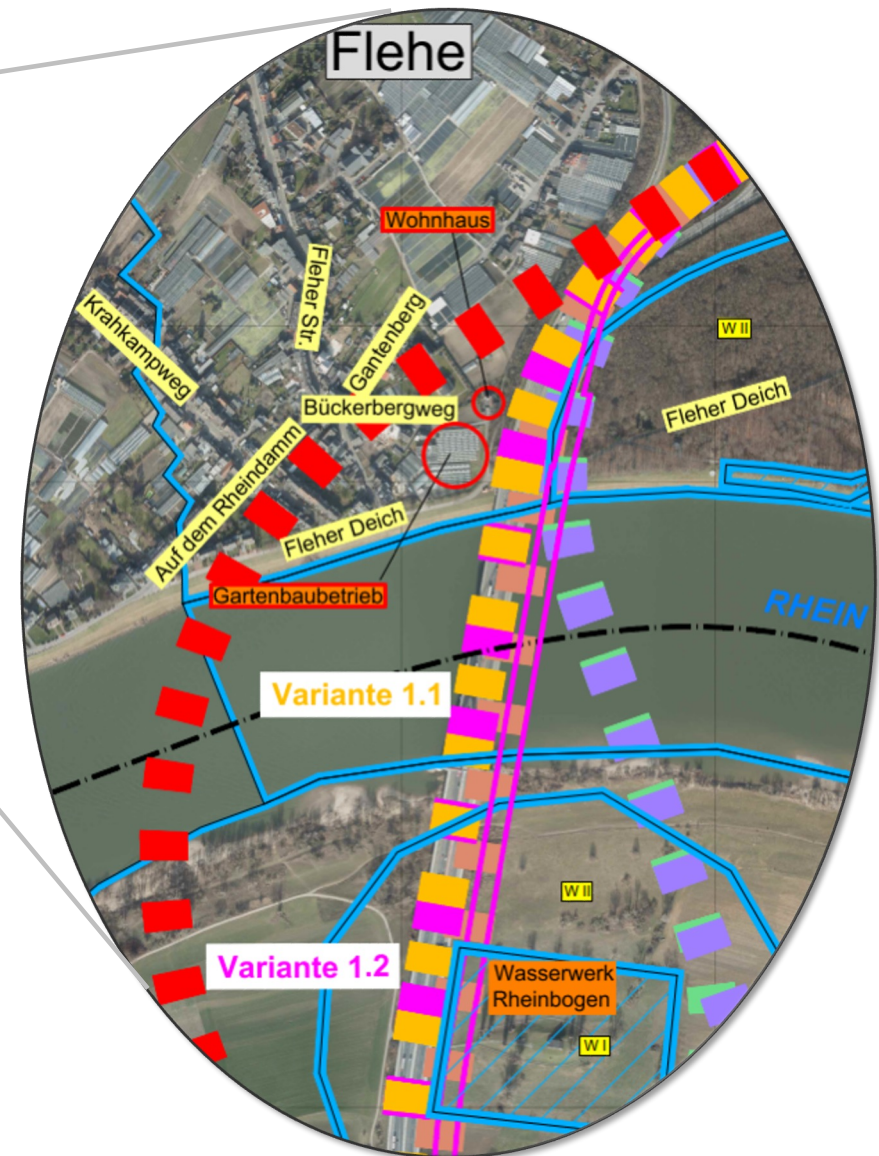 Flehe
Wohnhaus
Fleher Str.
Krahkampweg
Gantenberg
W II
Fleher Deich
Bückerbergweg
Auf dem Rheindamm
Fleher Deich
Gartenbaubetrieb
RHEIN
Variante 1.1
W II
Variante 1.2
Wasserwerk
Rheinbogen
W I